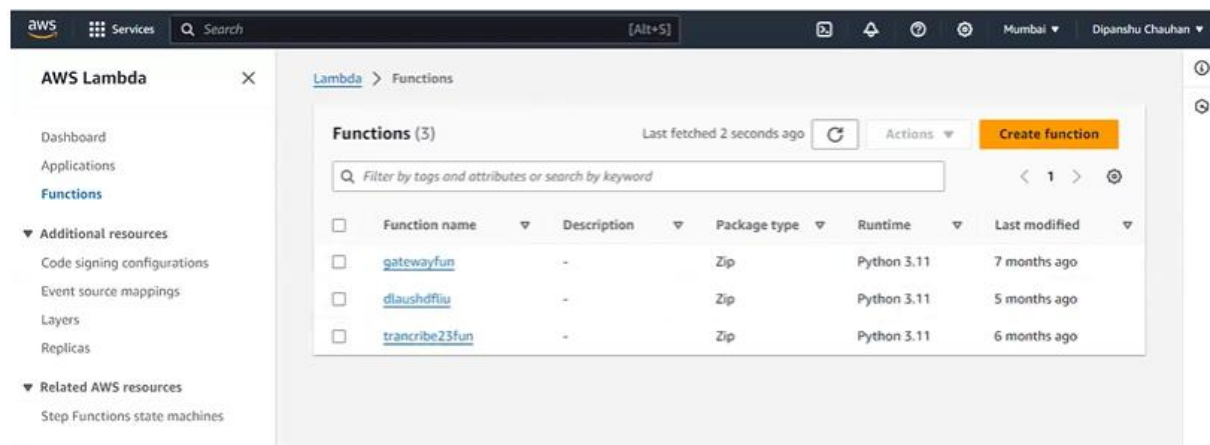 aws Services Search [Alt+S] Mumbai Dipanshu Chauhan
AWS Lambda
Dashboard
Applications
Functions
Additional resources
Code signing configurations
Event source mappings
Layers
Replicas
Related AWS resources
Step Functions state machines
Lambda > Functions
Functions (3) Last fetched 2 seconds ago Actions Create function
Filter by tags and attributes or search by keyword < 1 >
Function name Description Package type Runtime Last modified
gatewayfun - Zip Python 3.11 7 months ago
dlaushdfliu - Zip Python 3.11 5 months ago
trancribe23fun - Zip Python 3.11 6 months ago